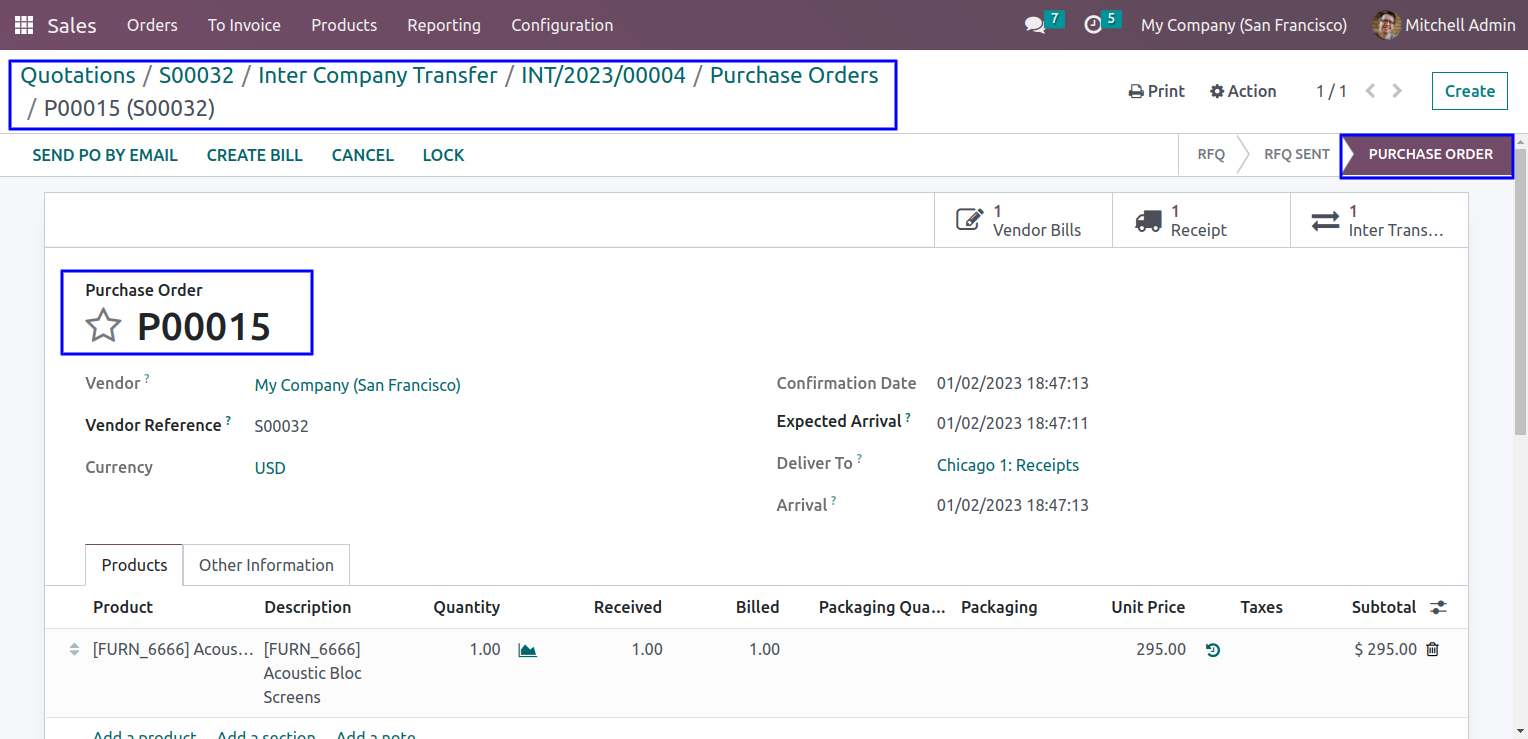 Sales Orders To Invoice Products Reporting Configuration 7 5 My Company (San Francisco) Mitchell Admin
Quotations / S00032 / Inter Company Transfer / INT/2023/00004 / Purchase Orders
/ P00015 (S00032)
Print Action 1 / 1 Create
SEND PO BY EMAIL CREATE BILL CANCEL LOCK RFQ RFQ SENT PURCHASE ORDER
1
Vendor Bills
1
Receipt
1
Inter Trans...
Purchase Order
P00015
Vendor ? My Company (San Francisco)
Vendor Reference ? S00032
Currency USD
Confirmation Date 01/02/2023 18:47:13
Expected Arrival ? 01/02/2023 18:47:11
Deliver To ? Chicago 1: Receipts
Arrival ? 01/02/2023 18:47:13
Products Other Information
Product Description Quantity Received Billed Packaging Qua... Packaging Unit Price Taxes Subtotal
[FURN_6666] Acous... [FURN_6666] 1.00 1.00 1.00 295.00 $ 295.00
Acoustic Bloc
Screens
Add a product Add a section Add a note